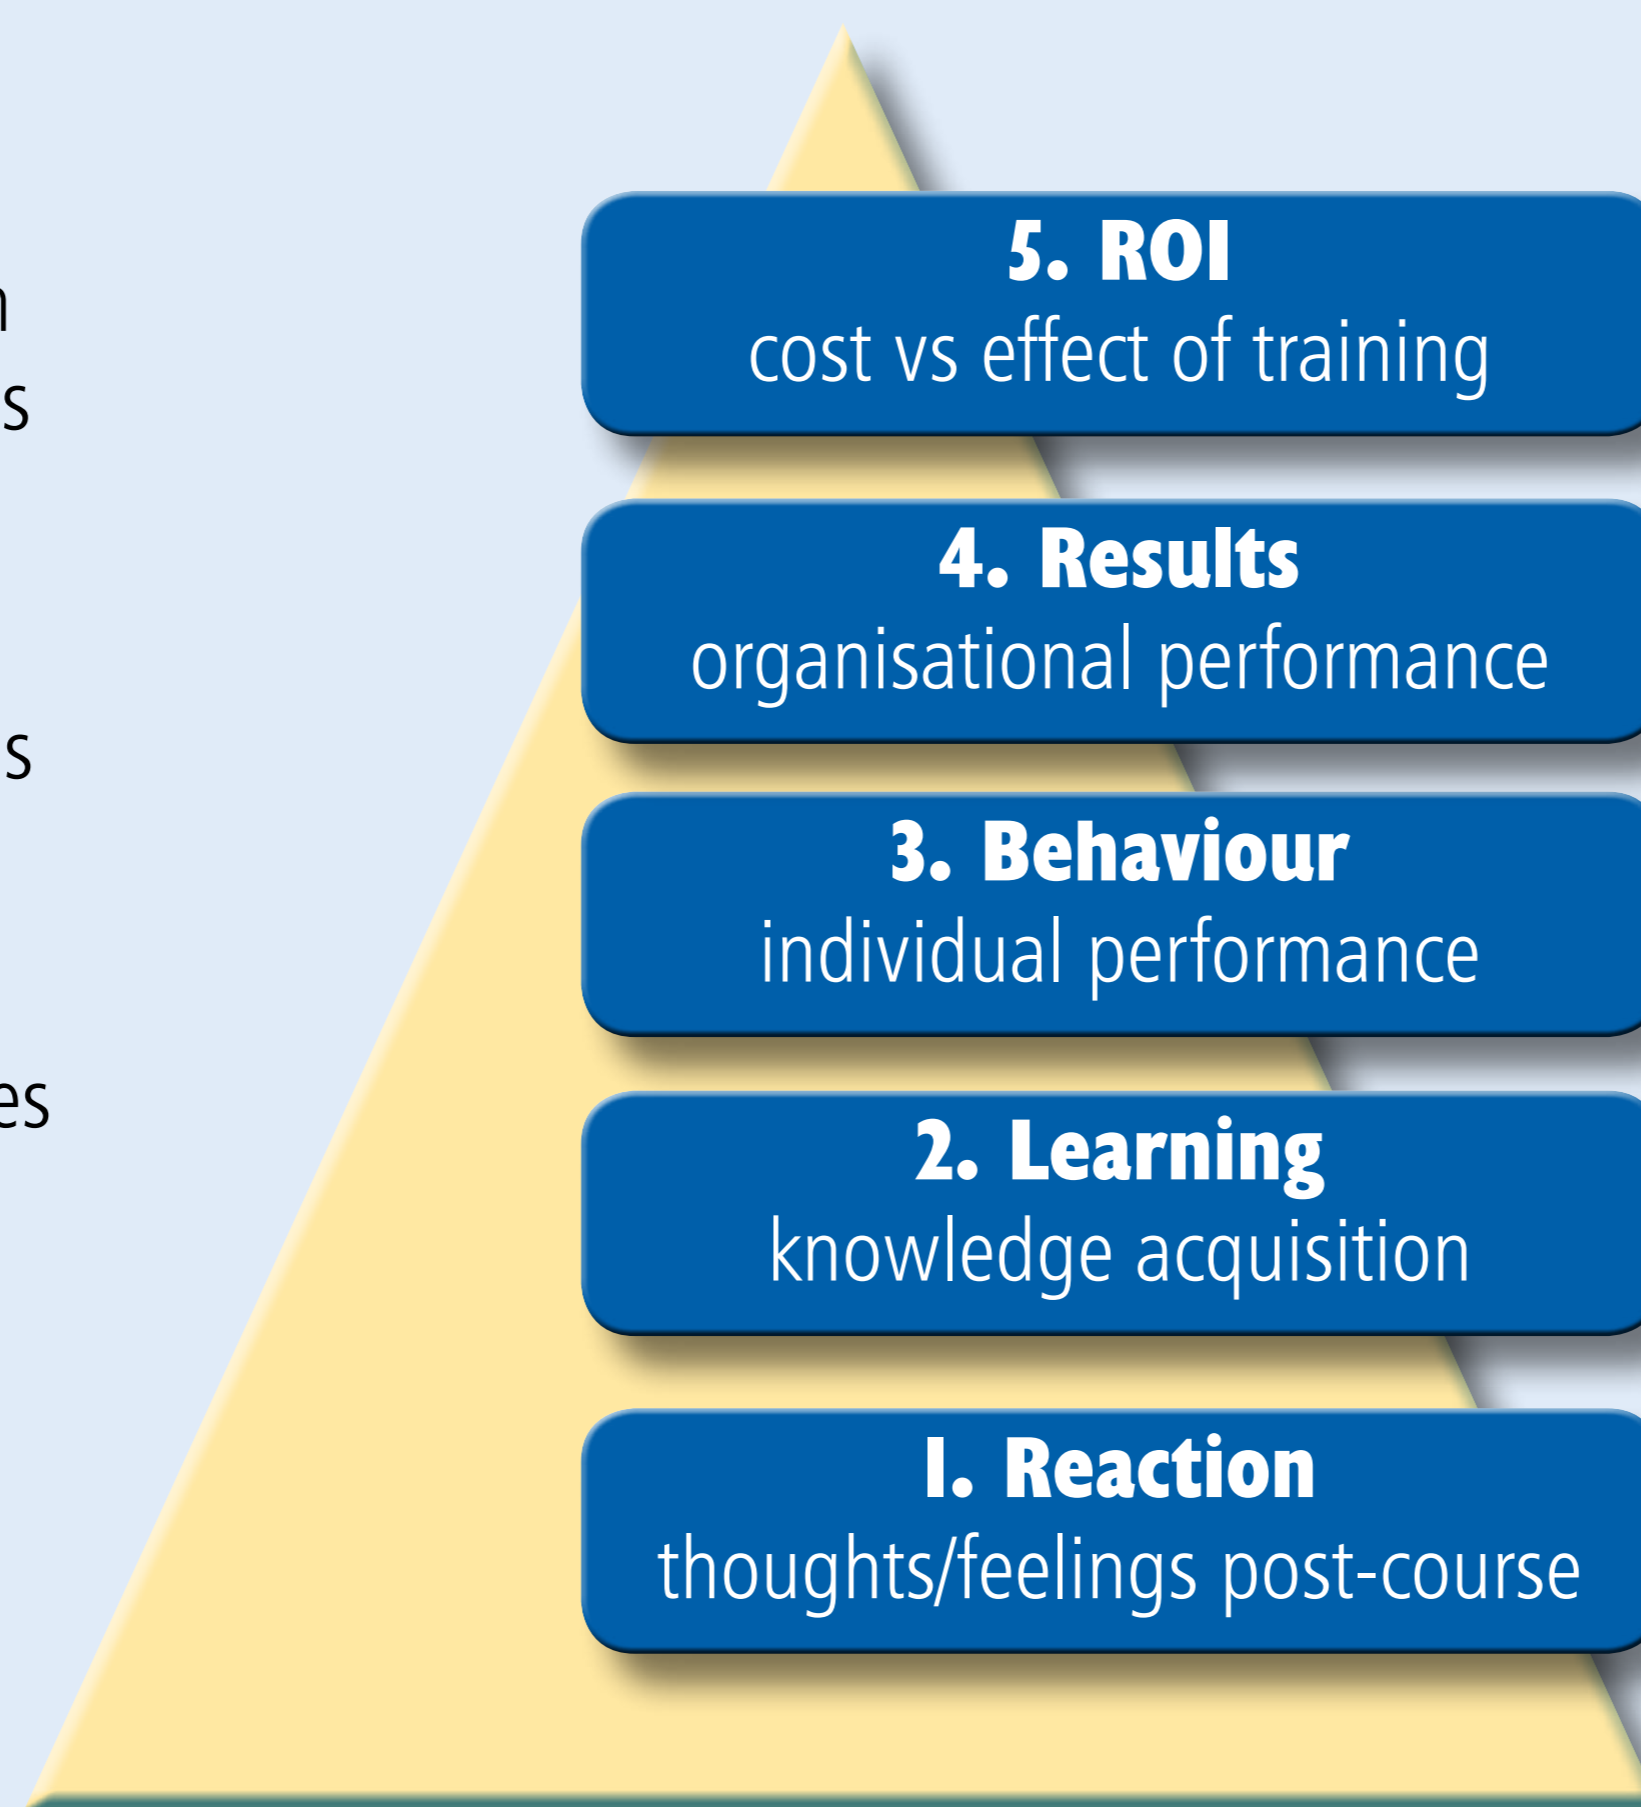 5. ROI
cost vs effect of training
4. Results
organisational performance
3. Behaviour
individual performance
2. Learning
knowledge acquisition
1. Reaction
thoughts/feelings post-course